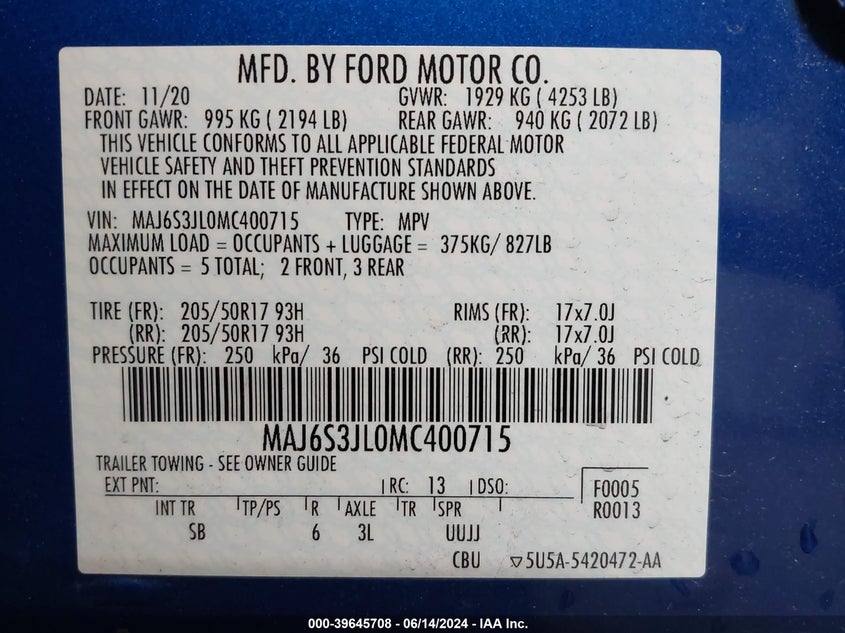 MFD. BY FORD MOTOR CO.
DATE: 11/20 GVWR: 1929 KG ( 4253 LB)
FRONT GAWR: 995 KG ( 2194 LB) REAR GAWR: 940 KG ( 2072 LB)
THIS VEHICLE CONFORMS TO ALL APPLICABLE FEDERAL MOTOR
VEHICLE SAFETY AND THEFT PREVENTION STANDARDS
IN EFFECT ON THE DATE OF MANUFACTURE SHOWN ABOVE.
VIN: MAJ6S3JL0MC400715 TYPE: MPV
MAXIMUM LOAD = OCCUPANTS + LUGGAGE = 375KG/ 827LB
OCCUPANTS = 5 TOTAL; 2 FRONT, 3 REAR
TIRE (FR): 205/50R17 93H RIMS (FR): 17x7.0J
(RR): 205/50R17 93H (RR): 17x7.0J
PRESSURE (FR): 250 kPa/ 36 PSI COLD (RR): 250 kPa/ 36 PSI COLD
MAJ6S3JL0MC400715
TRAILER TOWING - SEE OWNER GUIDE
EXT PNT: RC: 13 DSO: F0005
INT TR TP/PS R AXLE TR SPR R0013
SB 6 3L UUJJ
CBU ▽5U5A-5420472-AA
000-39645708 - 06/14/2024 - IAA Inc.